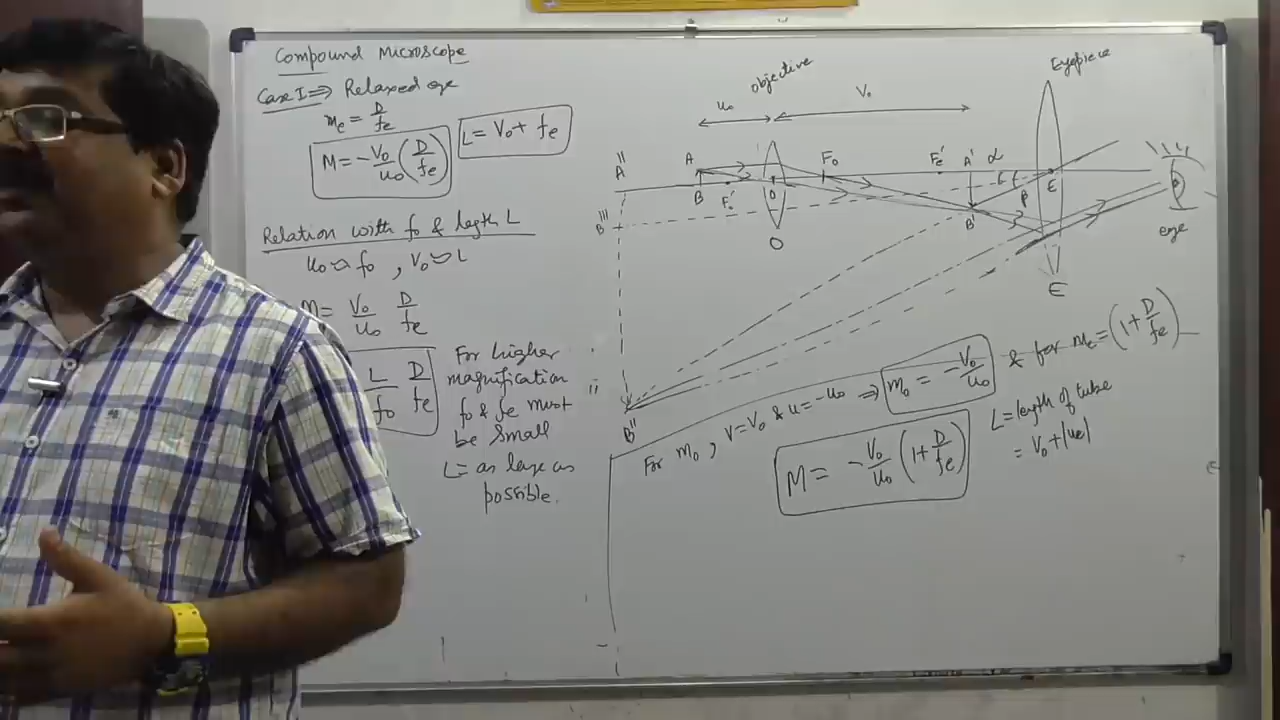 Compound Microscope
Case I ⇒ Relaxed eye
me = D/fe
M = -Vo/uo (D/fe)
L = Vo + fe
Relation with fo & legth L
uo ≈ fo , Vo ≈ L
M = Vo/uo D/fe
L/fo D/fe
For higher
magnification
fo & fe must
be small
L = as large as
possible.
objective
Eyepiece
uo
Vo
A" A Fo Fe' A' α
B Fo' O β E
B'''
B'
O
E
eye
B"
For mo , V = Vo & u = -uo ⇒ mo = -Vo/uo & for me = (1 + D/fe)
M = -Vo/uo (1 + D/fe)
L = length of tube
= Vo + |ue|